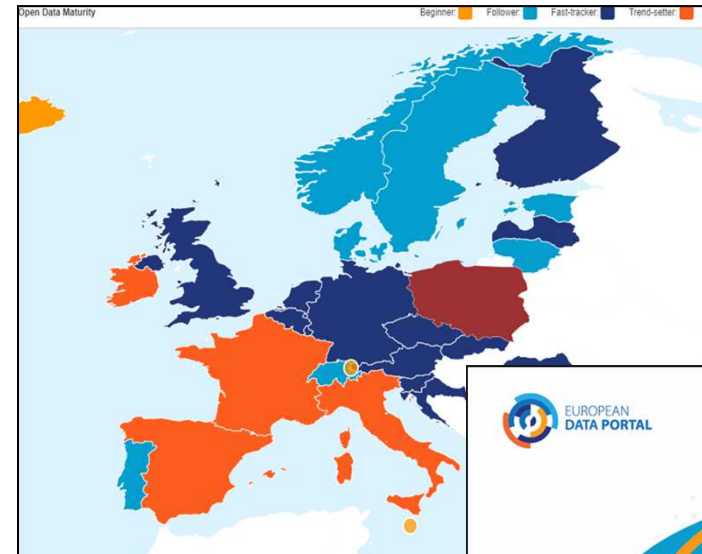 Open Data Maturity
Beginner: Follower: Fast-tracker: Trend-setter:
EUROPEAN
DATA PORTAL